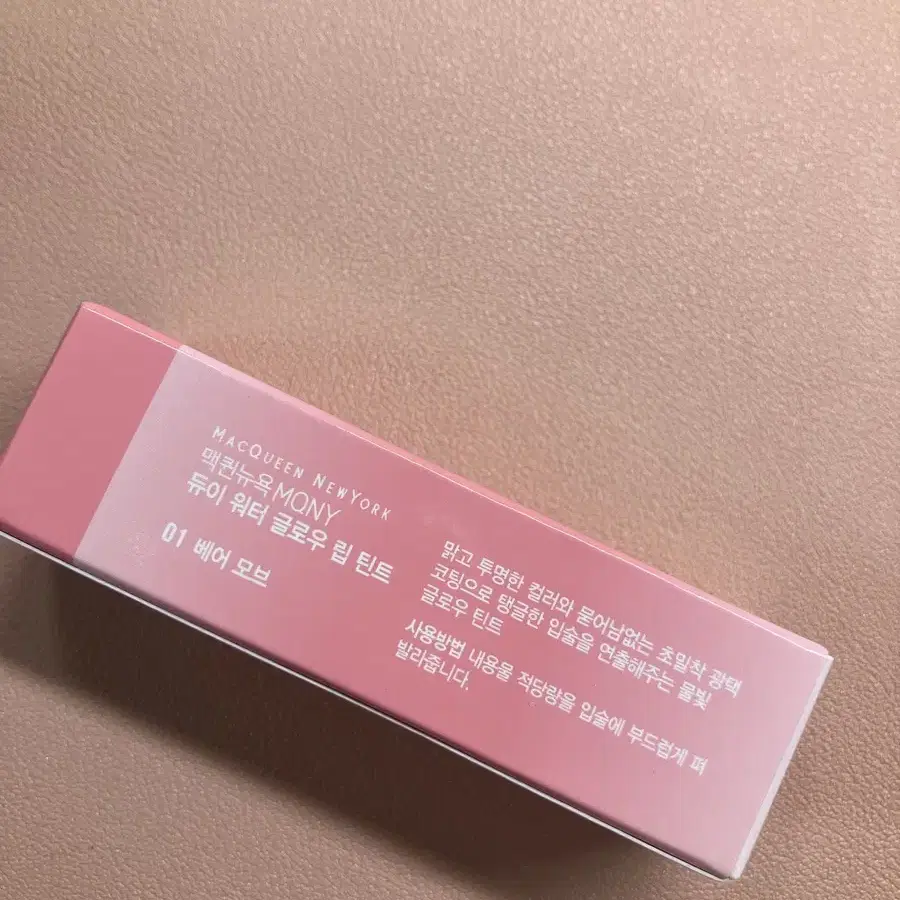 MACQUEEN NEWYORK
맥퀸뉴욕 MQNY
듀이 워터 글로우 립 틴트
01 베어 모브
맑고 투명한 컬러와 묻어남없는 초밀착 광택
코팅으로 탱글한 입술을 연출해주는 물빛
글로우 틴트
사용방법 내용물 적당량을 입술에 부드럽게 펴
발라줍니다.